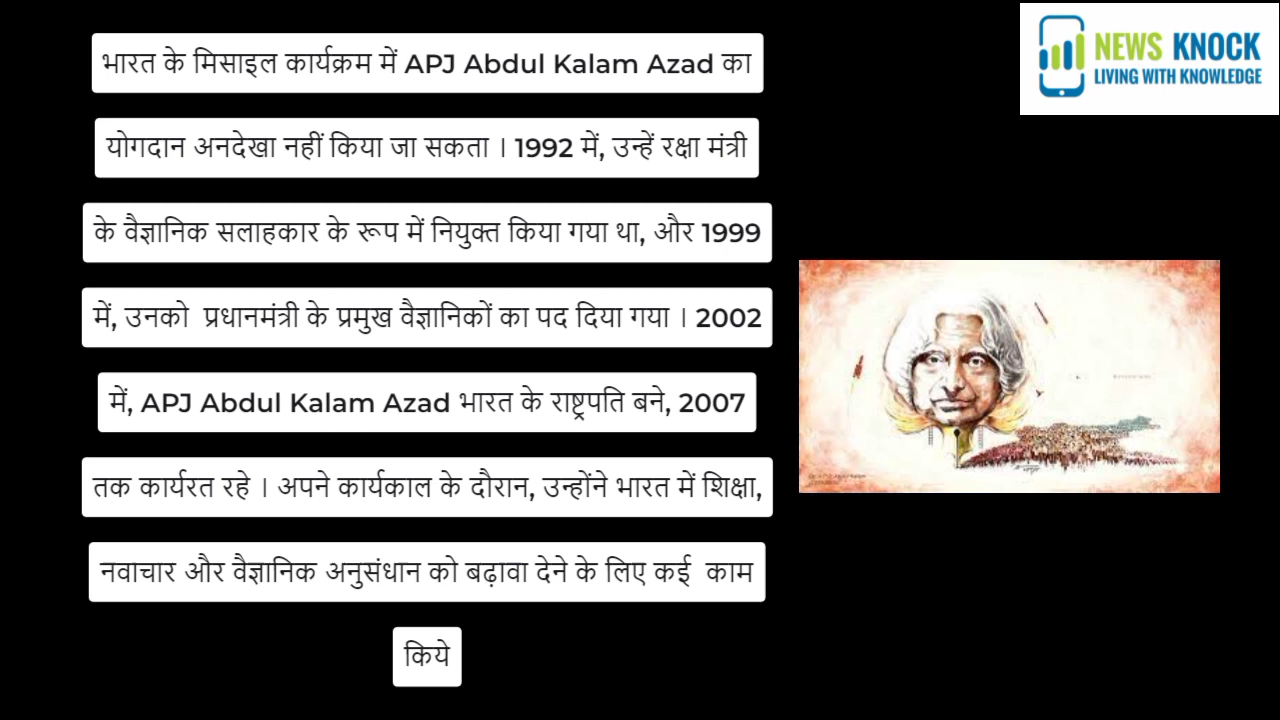 भारत के मिसाइल कार्यक्रम में APJ Abdul Kalam Azad का
योगदान अनदेखा नहीं किया जा सकता । 1992 में, उन्हें रक्षा मंत्री
के वैज्ञानिक सलाहकार के रूप में नियुक्त किया गया था, और 1999
में, उनको प्रधानमंत्री के प्रमुख वैज्ञानिकों का पद दिया गया । 2002
में, APJ Abdul Kalam Azad भारत के राष्ट्रपति बने, 2007
तक कार्यरत रहे । अपने कार्यकाल के दौरान, उन्होंने भारत में शिक्षा,
नवाचार और वैज्ञानिक अनुसंधान को बढ़ावा देने के लिए कई काम
किये
NEWS KNOCK
LIVING WITH KNOWLEDGE